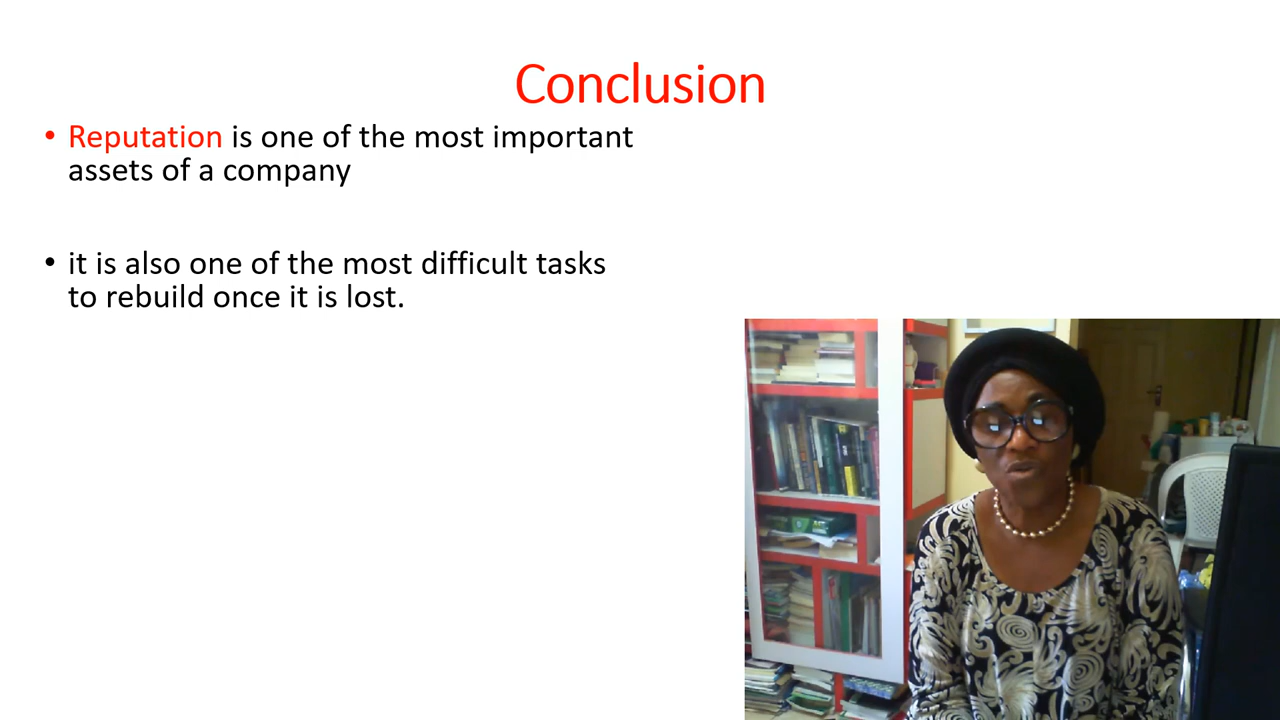 Conclusion
• Reputation is one of the most important
assets of a company
• it is also one of the most difficult tasks
to rebuild once it is lost.